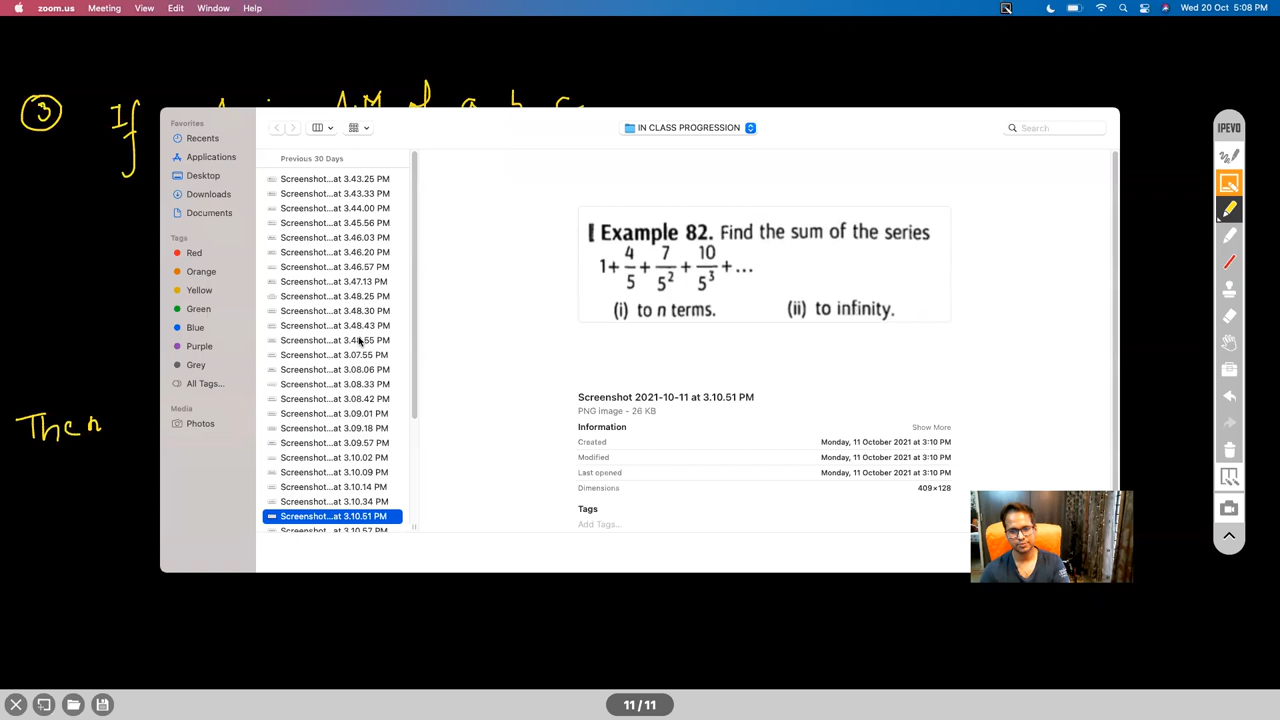 zoom.us Meeting View Edit Window Help Wed 20 Oct 5:08 PM
3 If
Favorites
Recents
Applications
Desktop
Downloads
Documents
Tags
Red
Orange
Yellow
Green
Blue
Purple
Grey
All Tags...
Media
Photos
IN CLASS PROGRESSION
Search
Previous 30 Days
Screenshot...at 3.43.25 PM
Screenshot...at 3.43.33 PM
Screenshot...at 3.44.00 PM
Screenshot...at 3.45.56 PM
Screenshot...at 3.46.03 PM
Screenshot...at 3.46.20 PM
Screenshot...at 3.46.57 PM
Screenshot...at 3.47.13 PM
Screenshot...at 3.48.25 PM
Screenshot...at 3.48.30 PM
Screenshot...at 3.48.43 PM
Screenshot...at 3.48.55 PM
Screenshot...at 3.07.55 PM
Screenshot...at 3.08.06 PM
Screenshot...at 3.08.33 PM
Screenshot...at 3.08.42 PM
Screenshot...at 3.09.01 PM
Screenshot...at 3.09.18 PM
Screenshot...at 3.09.57 PM
Screenshot...at 3.10.02 PM
Screenshot...at 3.10.09 PM
Screenshot...at 3.10.14 PM
Screenshot...at 3.10.34 PM
Screenshot...at 3.10.51 PM
Screenshot...at 3.10.57 PM
Example 82. Find the sum of the series
1 + 4/5 + 7/5² + 10/5³ + ...
(i) to n terms. (ii) to infinity.
Screenshot 2021-10-11 at 3.10.51 PM
PNG image - 26 KB
Information Show More
Created Monday, 11 October 2021 at 3:10 PM
Modified Monday, 11 October 2021 at 3:10 PM
Last opened Monday, 11 October 2021 at 3:10 PM
Dimensions 409×128
Tags
Add Tags...
Then
IPEVO
11/11